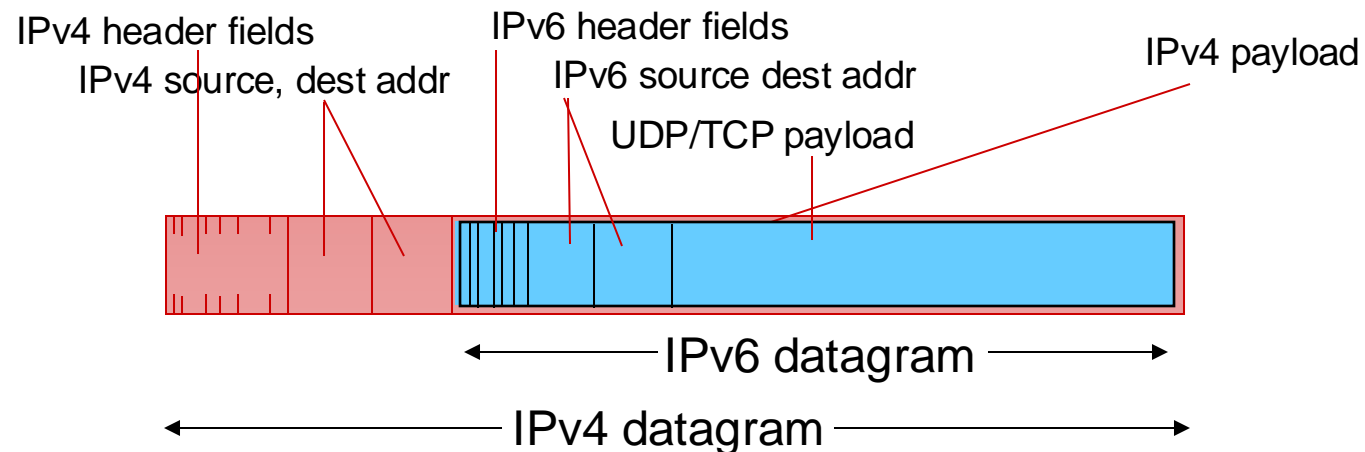 IPv4 header fields
IPv6 header fields
IPv4 payload
IPv4 source, dest addr
IPv6 source dest addr
UDP/TCP payload
IPv6 datagram
IPv4 datagram